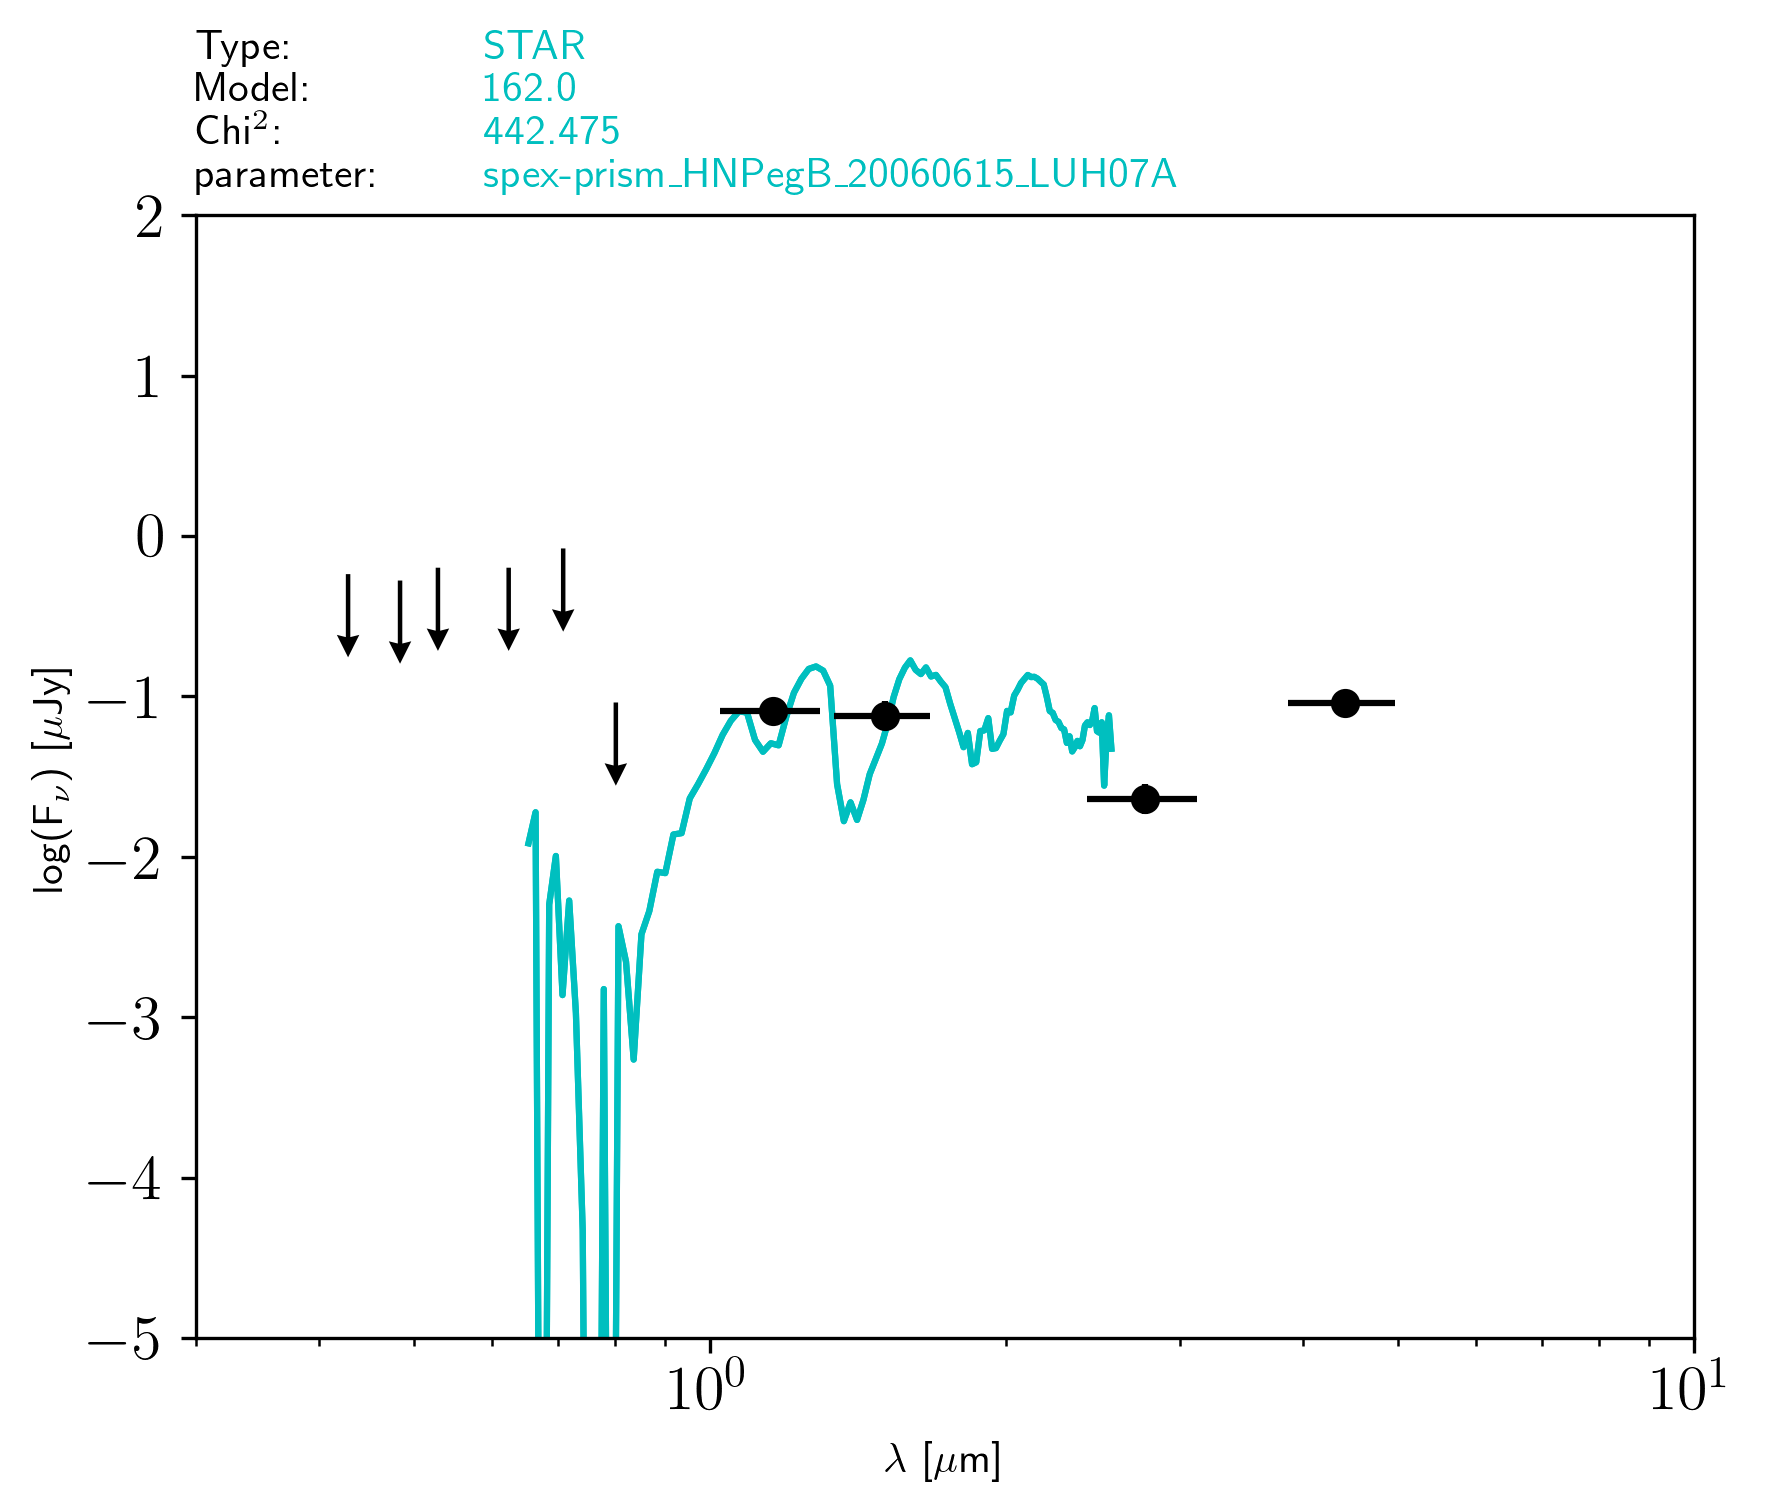 Type: STAR
Model: 162.0
Chi²: 442.475
parameter: spex-prism_HNPegB_20060615_LUH07A
2
1
0
−1
−2
−3
−4
−5
log(Fν) [μJy]
10⁰ 10¹
λ [μm]